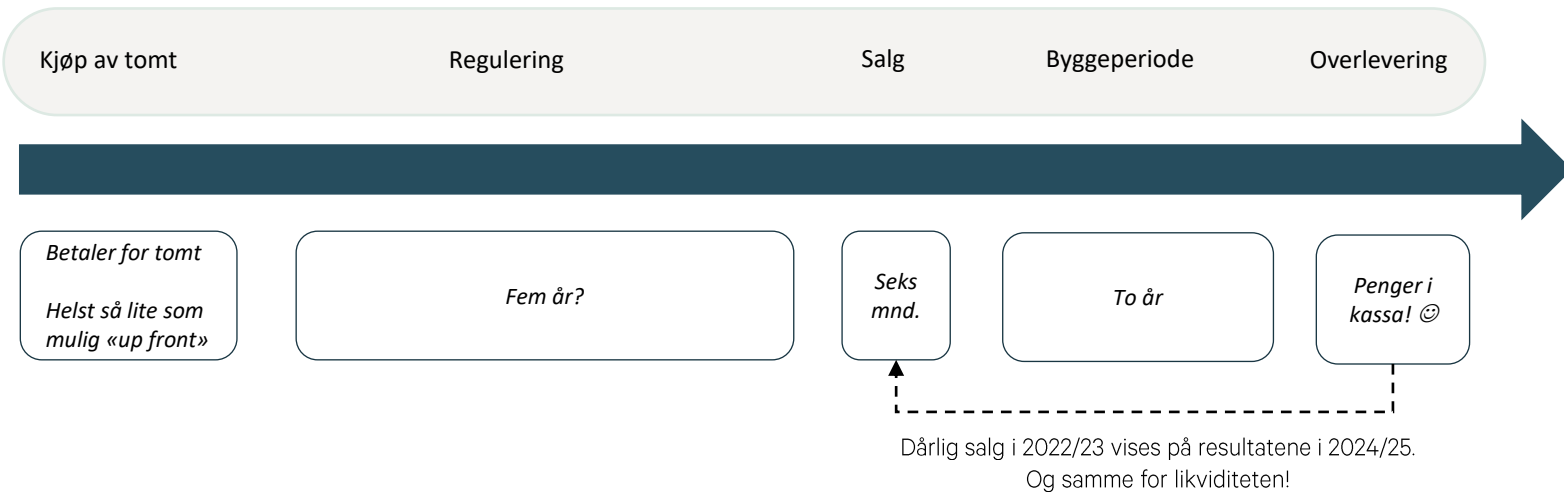 Kjøp av tomt
Regulering
Salg
Byggeperiode
Overlevering
Betaler for tomt
Helst så lite som
mulig «up front»
Fem år?
Seks
mnd.
To år
Penger i
kassa! ☺
Dårlig salg i 2022/23 vises på resultatene i 2024/25.
Og samme for likviditeten!